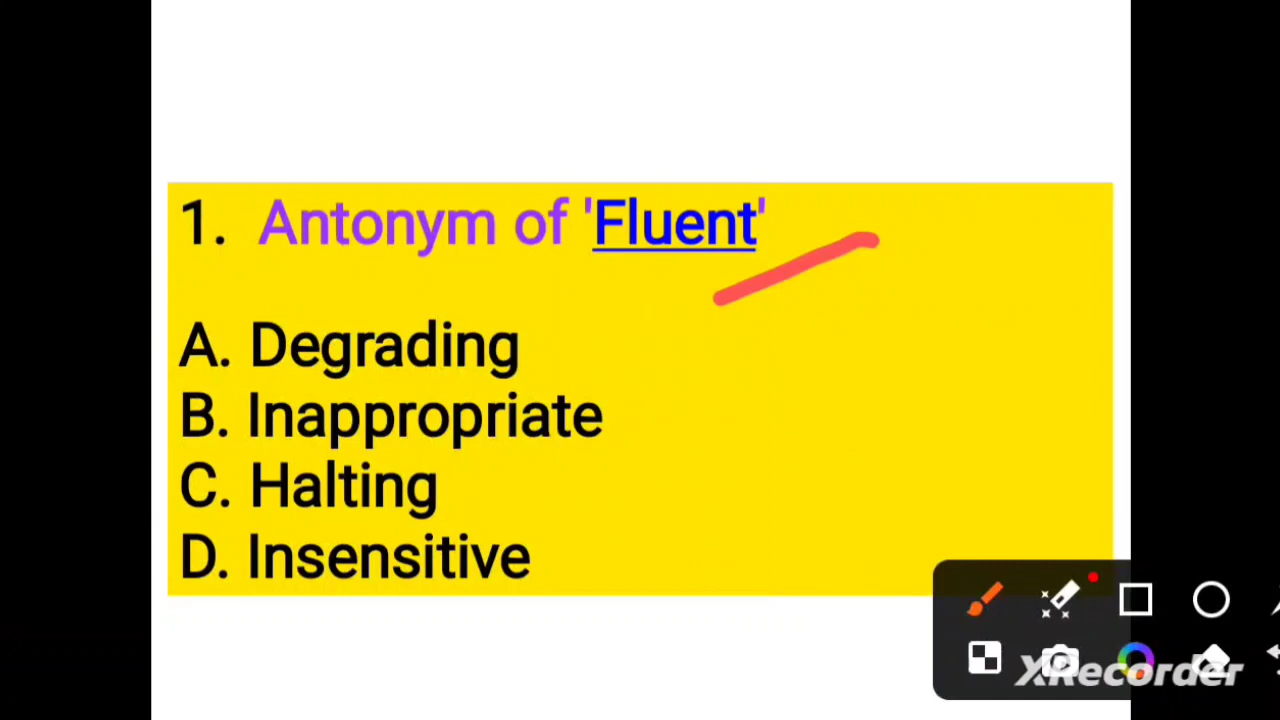 1. Antonym of 'Fluent'
A. Degrading
B. Inappropriate
C. Halting
D. Insensitive
XRecorder